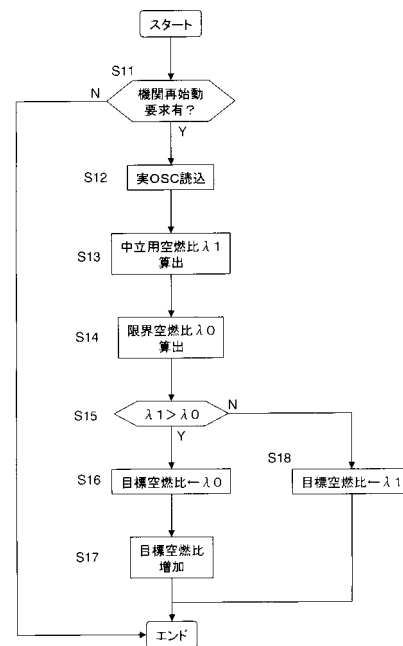 スタート
S11
機関再始動
要求有？
N
Y
S12
実OSC読込
S13
中立用空燃比λ1
算出
S14
限界空燃比λ0
算出
S15
λ1＞λ0
N
Y
S16
目標空燃比←λ0
S18
目標空燃比←λ1
S17
目標空燃比
増加
エンド